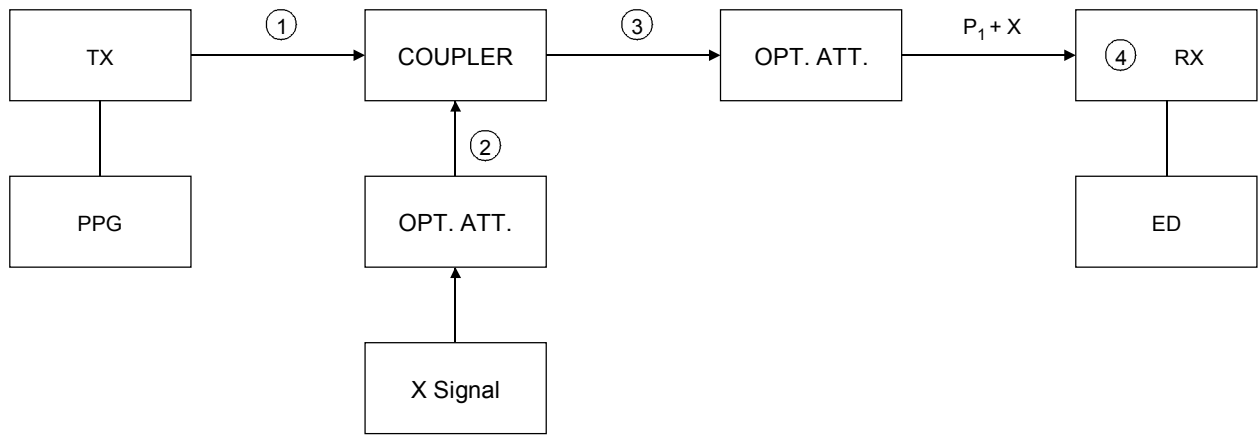 TX
①
COUPLER
③
OPT. ATT.
P₁ + X
④
RX
②
PPG
OPT. ATT.
ED
X Signal